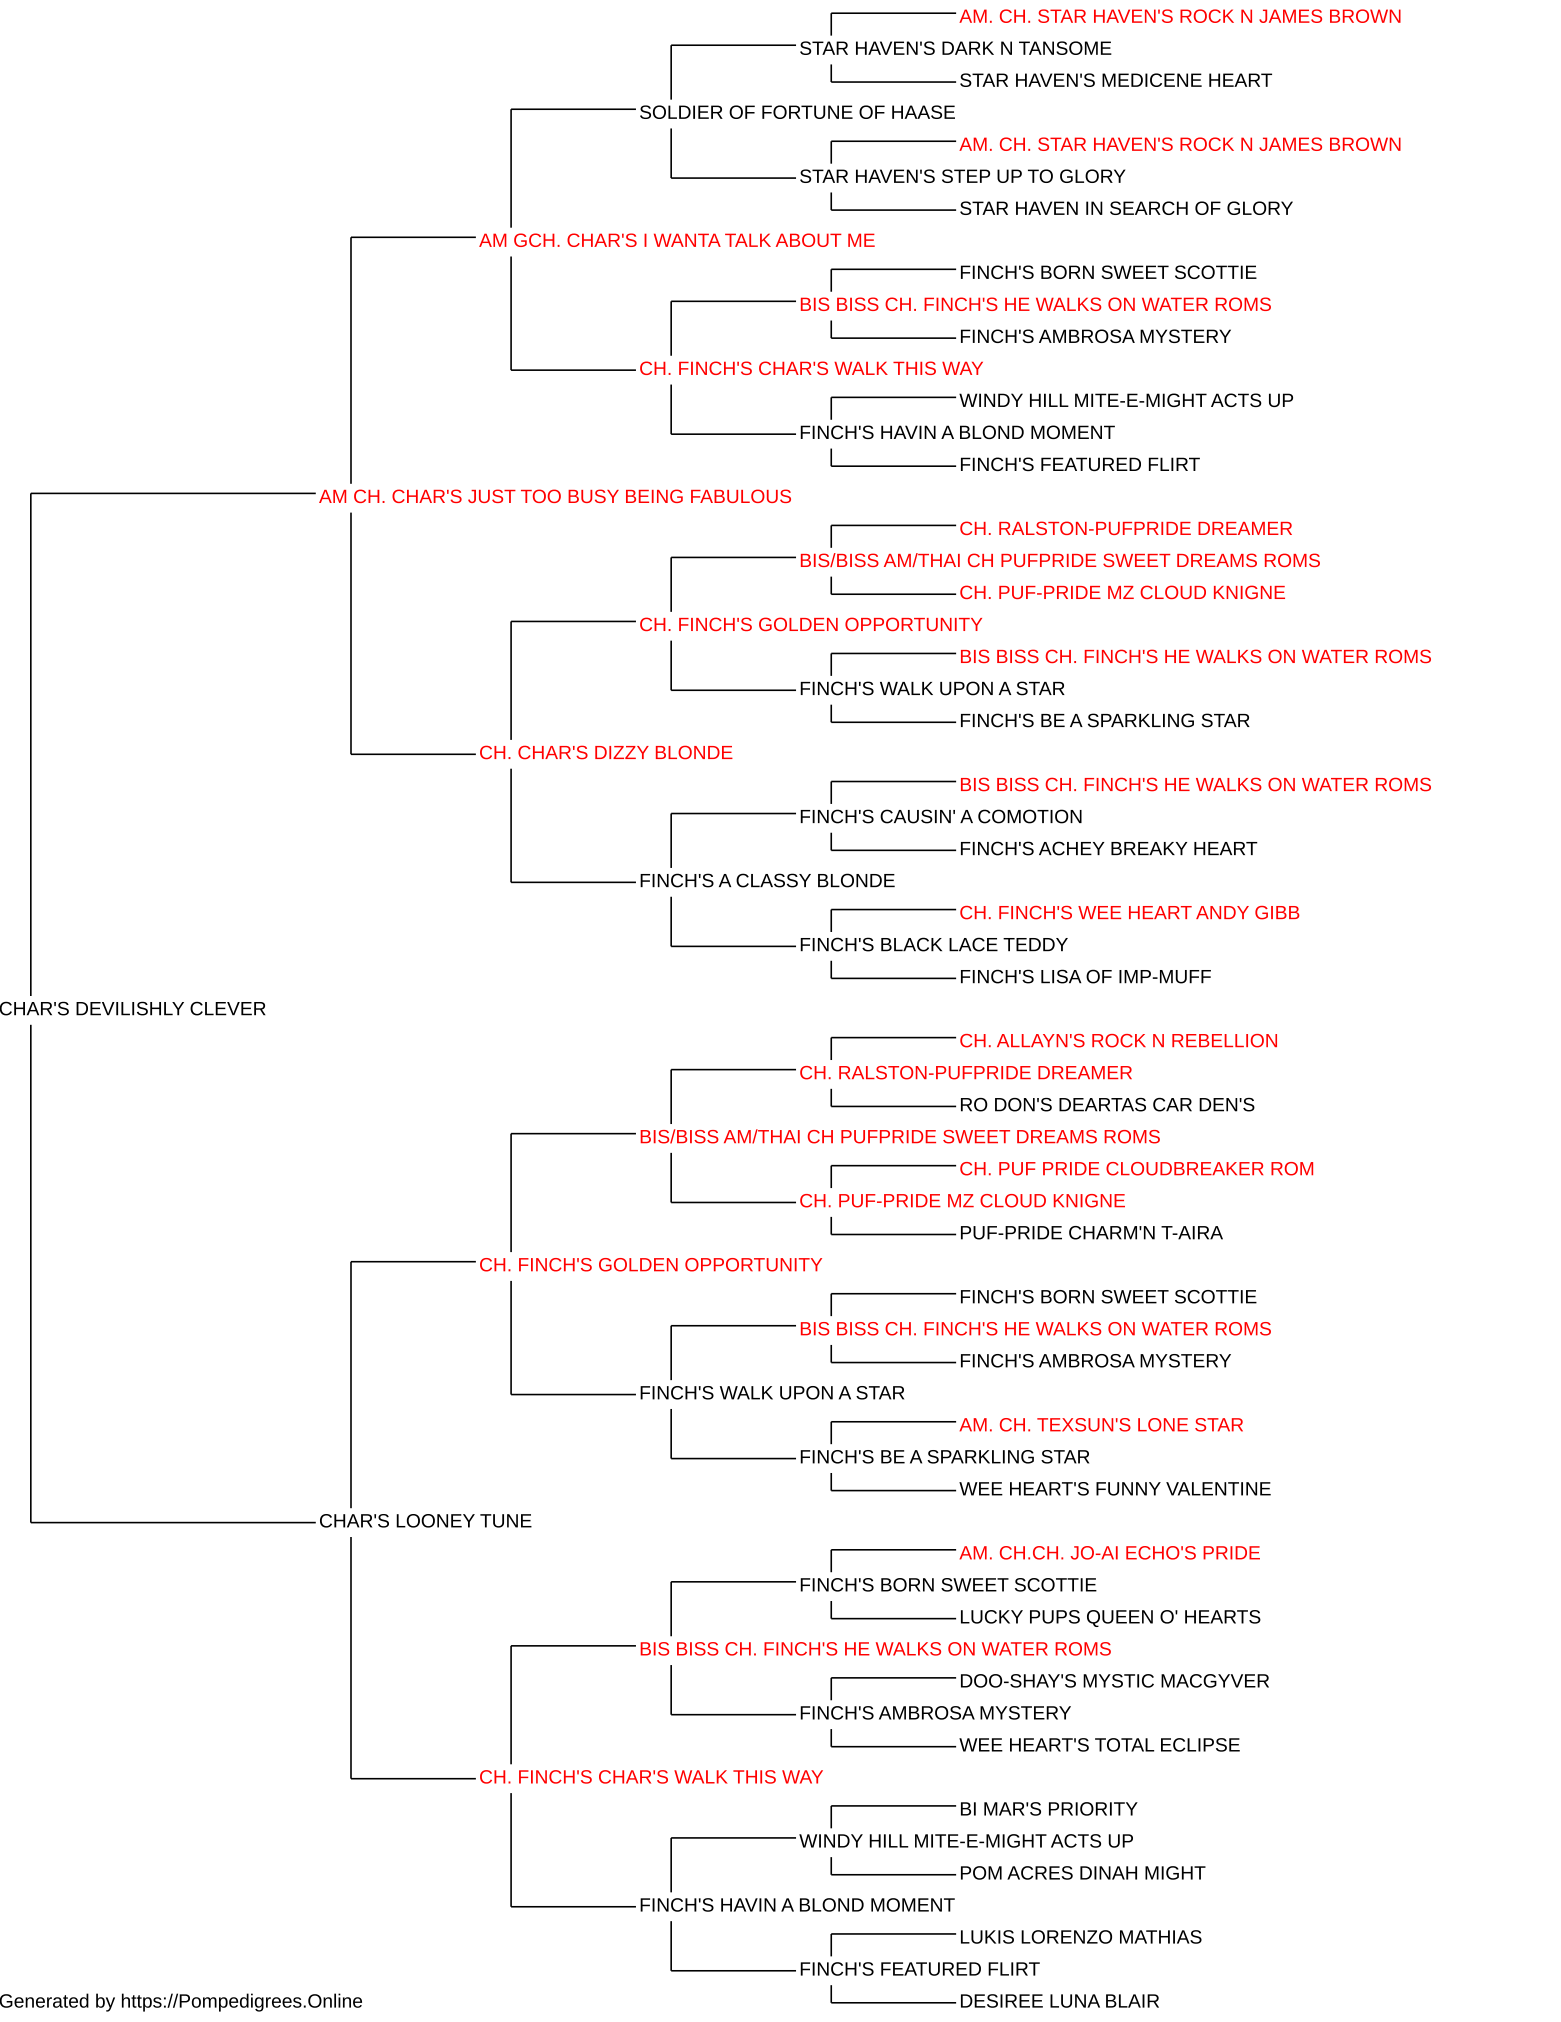 AM. CH. STAR HAVEN'S ROCK N JAMES BROWN
STAR HAVEN'S DARK N TANSOME
STAR HAVEN'S MEDICENE HEART
SOLDIER OF FORTUNE OF HAASE
AM. CH. STAR HAVEN'S ROCK N JAMES BROWN
STAR HAVEN'S STEP UP TO GLORY
STAR HAVEN IN SEARCH OF GLORY
AM GCH. CHAR'S I WANTA TALK ABOUT ME
FINCH'S BORN SWEET SCOTTIE
BIS BISS CH. FINCH'S HE WALKS ON WATER ROMS
FINCH'S AMBROSA MYSTERY
CH. FINCH'S CHAR'S WALK THIS WAY
WINDY HILL MITE-E-MIGHT ACTS UP
FINCH'S HAVIN A BLOND MOMENT
FINCH'S FEATURED FLIRT
AM CH. CHAR'S JUST TOO BUSY BEING FABULOUS
CH. RALSTON-PUFPRIDE DREAMER
BIS/BISS AM/THAI CH PUFPRIDE SWEET DREAMS ROMS
CH. PUF-PRIDE MZ CLOUD KNIGNE
CH. FINCH'S GOLDEN OPPORTUNITY
BIS BISS CH. FINCH'S HE WALKS ON WATER ROMS
FINCH'S WALK UPON A STAR
FINCH'S BE A SPARKLING STAR
CH. CHAR'S DIZZY BLONDE
BIS BISS CH. FINCH'S HE WALKS ON WATER ROMS
FINCH'S CAUSIN' A COMOTION
FINCH'S ACHEY BREAKY HEART
FINCH'S A CLASSY BLONDE
CH. FINCH'S WEE HEART ANDY GIBB
FINCH'S BLACK LACE TEDDY
FINCH'S LISA OF IMP-MUFF
CHAR'S DEVILISHLY CLEVER
CH. ALLAYN'S ROCK N REBELLION
CH. RALSTON-PUFPRIDE DREAMER
RO DON'S DEARTAS CAR DEN'S
BIS/BISS AM/THAI CH PUFPRIDE SWEET DREAMS ROMS
CH. PUF PRIDE CLOUDBREAKER ROM
CH. PUF-PRIDE MZ CLOUD KNIGNE
PUF-PRIDE CHARM'N T-AIRA
CH. FINCH'S GOLDEN OPPORTUNITY
FINCH'S BORN SWEET SCOTTIE
BIS BISS CH. FINCH'S HE WALKS ON WATER ROMS
FINCH'S AMBROSA MYSTERY
FINCH'S WALK UPON A STAR
AM. CH. TEXSUN'S LONE STAR
FINCH'S BE A SPARKLING STAR
WEE HEART'S FUNNY VALENTINE
CHAR'S LOONEY TUNE
AM. CH.CH. JO-AI ECHO'S PRIDE
FINCH'S BORN SWEET SCOTTIE
LUCKY PUPS QUEEN O' HEARTS
BIS BISS CH. FINCH'S HE WALKS ON WATER ROMS
DOO-SHAY'S MYSTIC MACGYVER
FINCH'S AMBROSA MYSTERY
WEE HEART'S TOTAL ECLIPSE
CH. FINCH'S CHAR'S WALK THIS WAY
BI MAR'S PRIORITY
WINDY HILL MITE-E-MIGHT ACTS UP
POM ACRES DINAH MIGHT
FINCH'S HAVIN A BLOND MOMENT
LUKIS LORENZO MATHIAS
FINCH'S FEATURED FLIRT
DESIREE LUNA BLAIR
Generated by https://Pompedigrees.Online